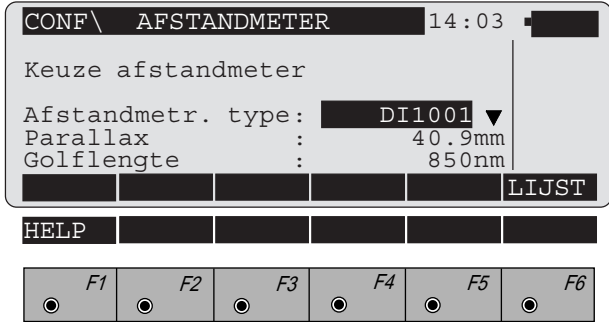 CONF\ AFSTANDMETER 14:03
Keuze afstandmeter
Afstandmetr. type: DI1001
Parallax : 40.9mm
Golflengte : 850nm
LIJST
HELP
F1 F2 F3 F4 F5 F6